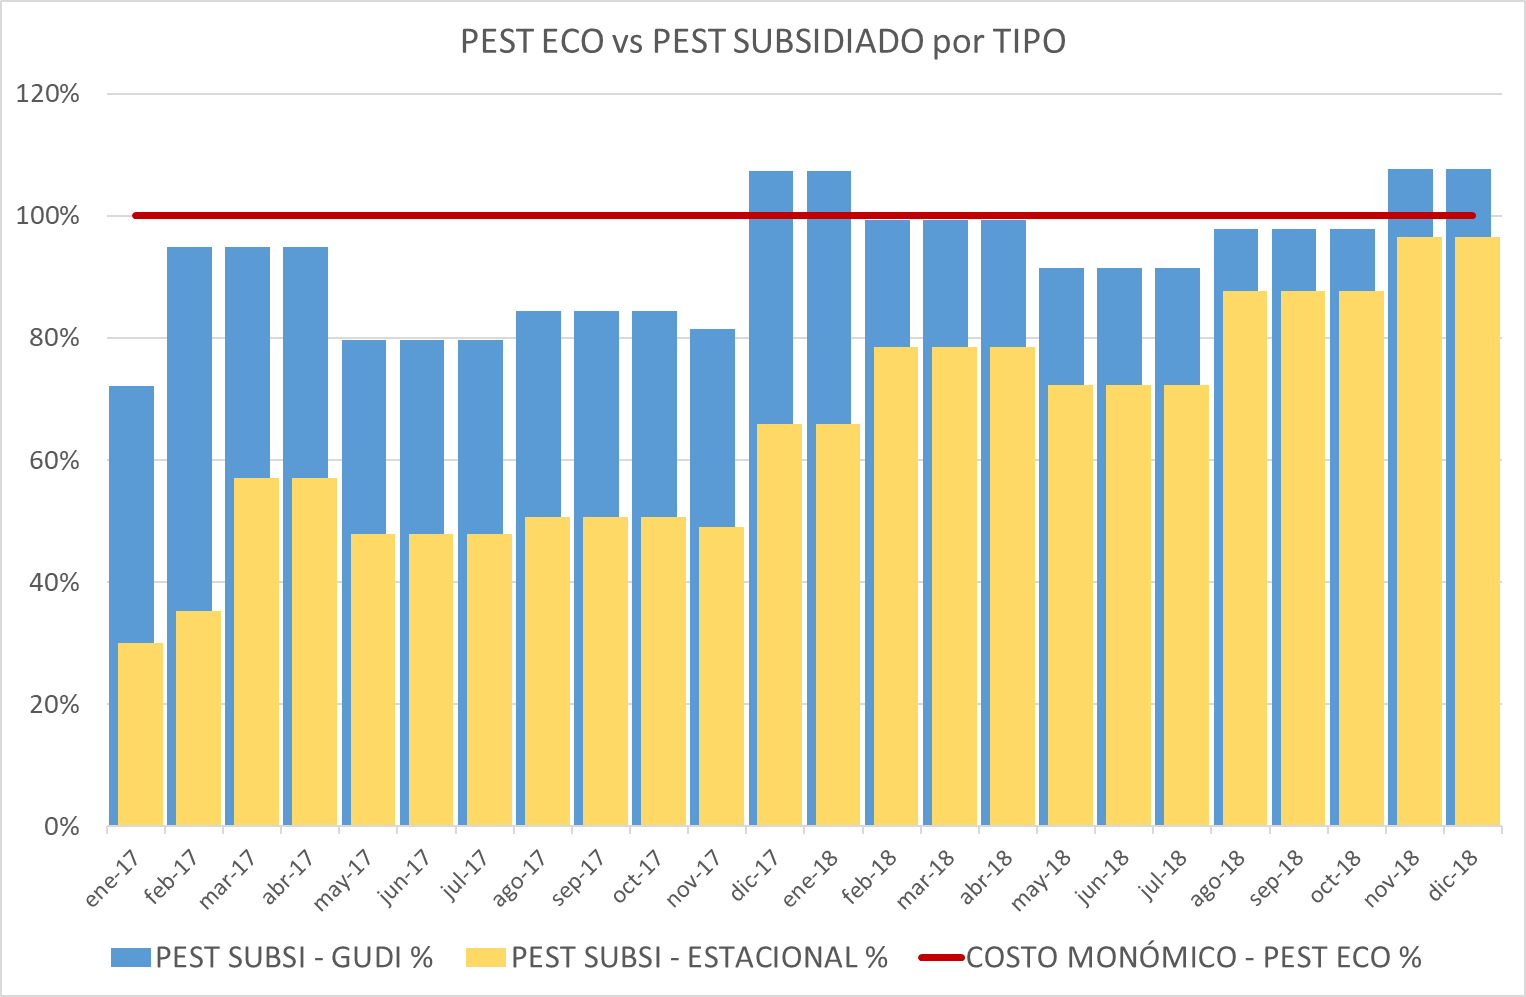 PEST ECO vs PEST SUBSIDIADO por TIPO
120%
100%
80%
60%
40%
20%
0%
ene-17
feb-17
mar-17
abr-17
may-17
jun-17
jul-17
ago-17
sep-17
oct-17
nov-17
dic-17
ene-18
feb-18
mar-18
abr-18
may-18
jun-18
jul-18
ago-18
sep-18
oct-18
nov-18
dic-18
PEST SUBSI - GUDI %
PEST SUBSI - ESTACIONAL %
COSTO MONÓMICO - PEST ECO %